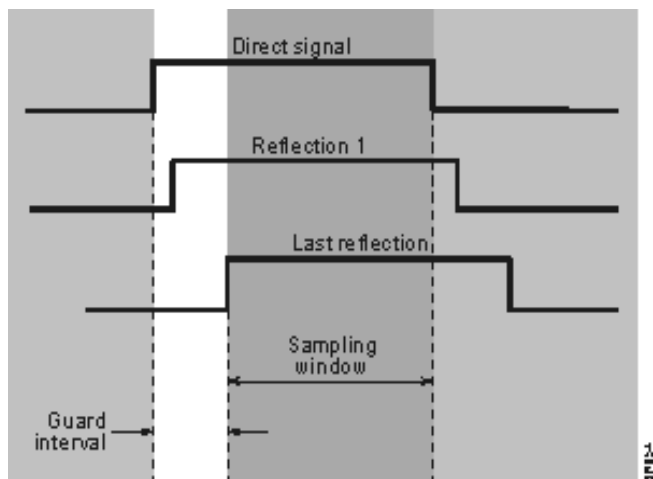 Direct signal
Reflection 1
Last reflection
Sampling
window
Guard
interval